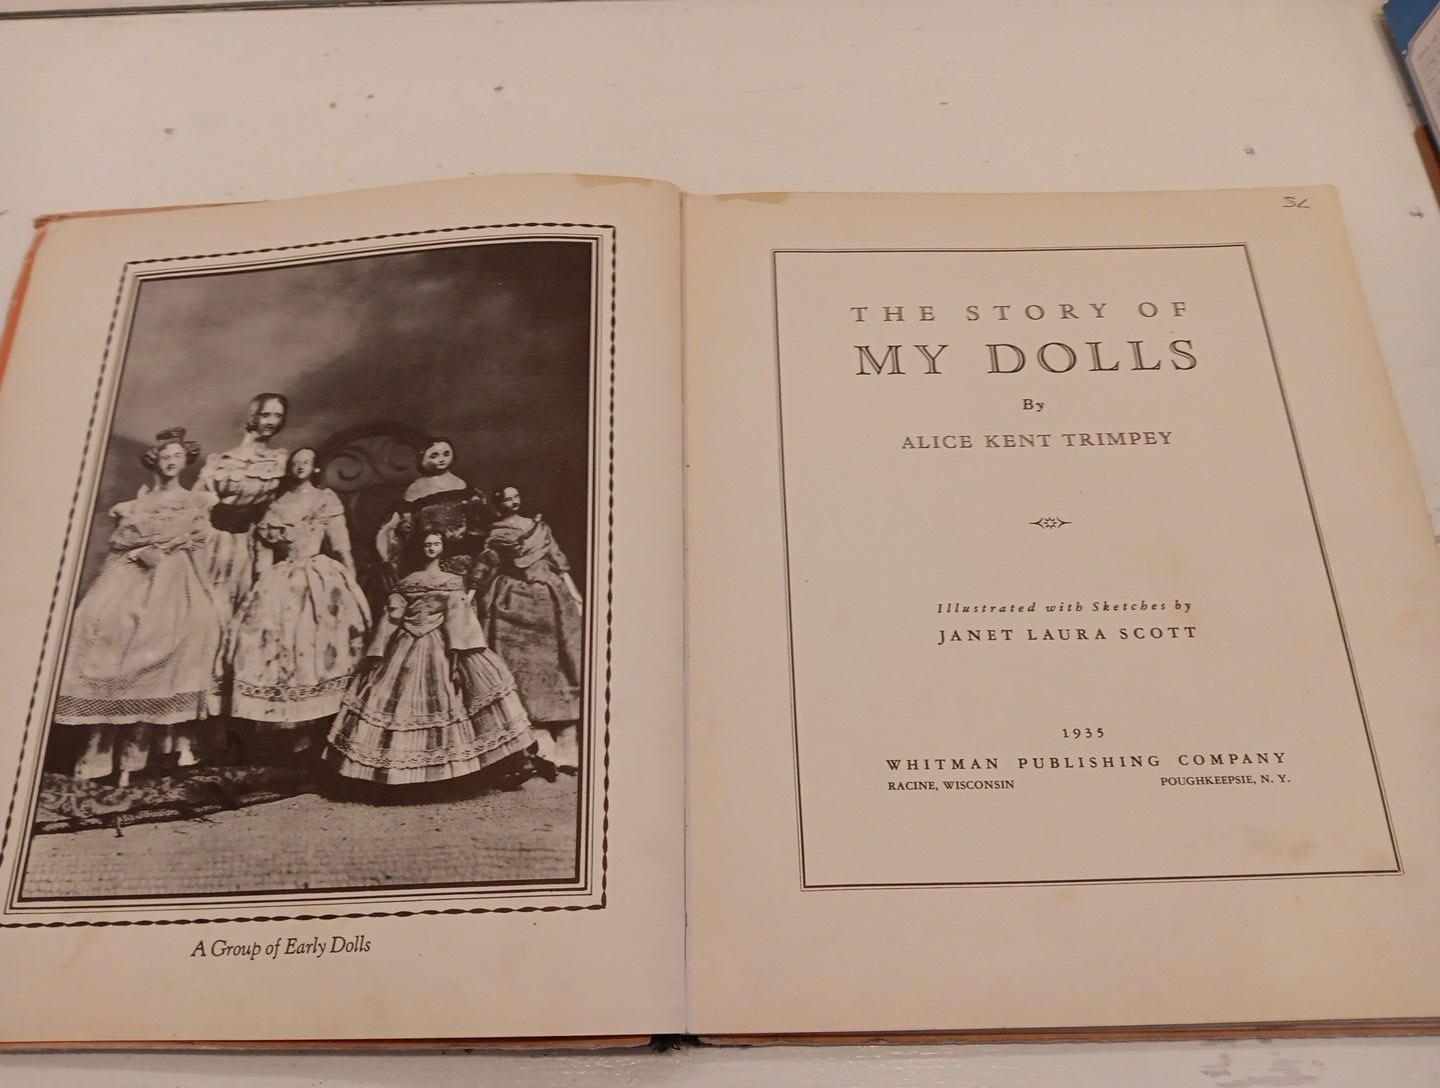 A Group of Early Dolls
THE STORY OF
MY DOLLS
By
ALICE KENT TRIMPEY
Illustrated with Sketches by
JANET LAURA SCOTT
1935
WHITMAN PUBLISHING COMPANY
RACINE, WISCONSIN POUGHKEEPSIE, N. Y.